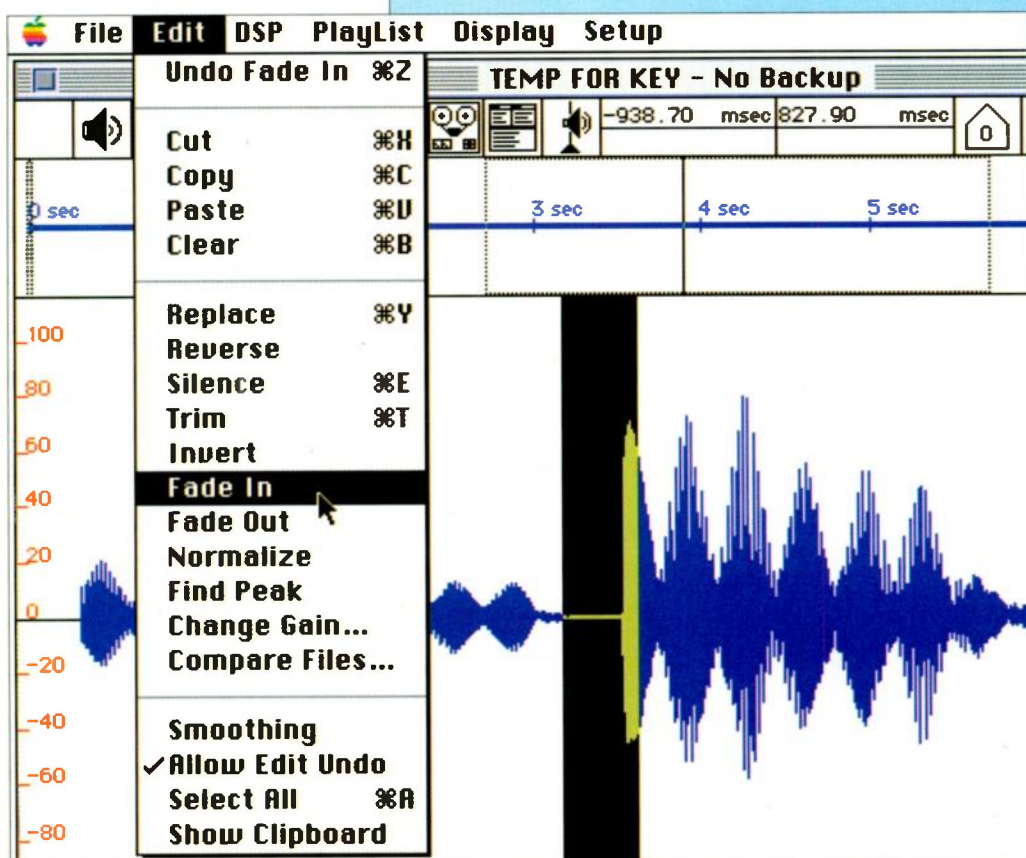 File Edit DSP PlayList Display Setup
TEMP FOR KEY - No Backup
-938.70 msec 827.90 msec
0
0 sec 3 sec 4 sec 5 sec
Undo Fade In ⌘Z
Cut ⌘X
Copy ⌘C
Paste ⌘V
Clear ⌘B
Replace ⌘Y
Reverse
Silence ⌘E
Trim ⌘T
Invert
Fade In
Fade Out
Normalize
Find Peak
Change Gain...
Compare Files...
Smoothing
✓Allow Edit Undo
Select All ⌘A
Show Clipboard
100
80
60
40
20
0
-20
-40
-60
-80